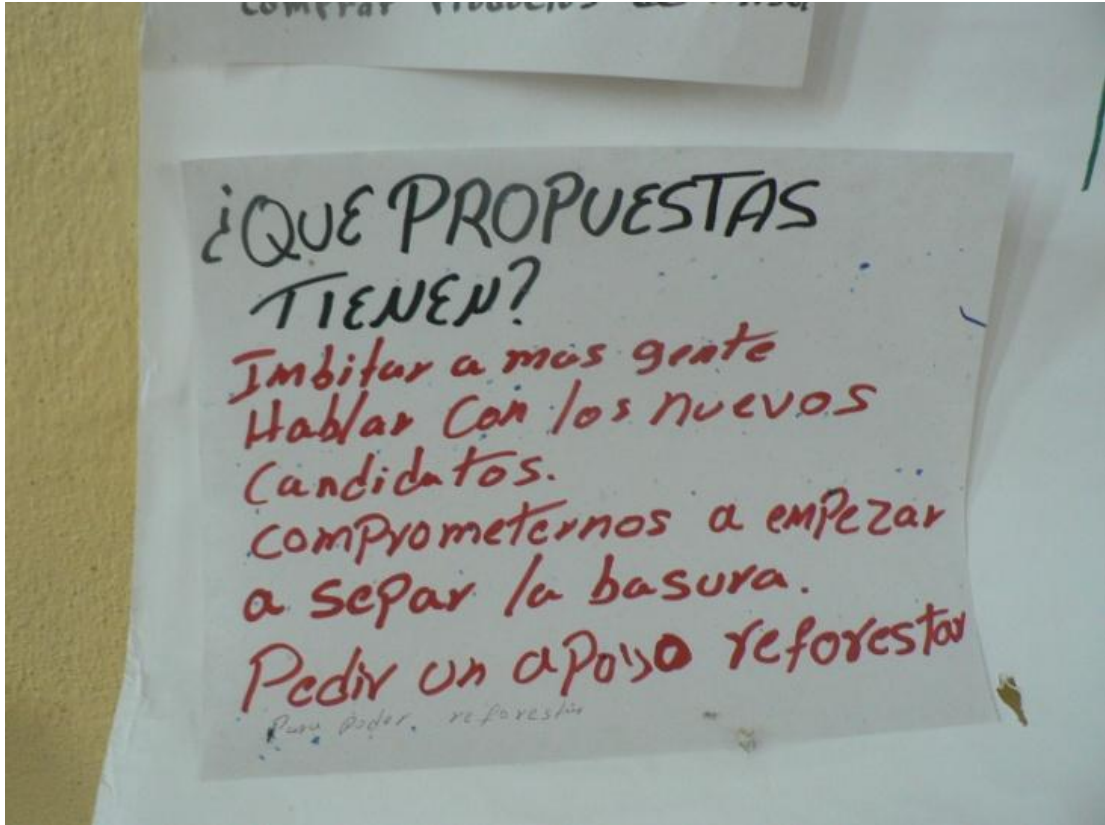 comprar
¿QUE PROPUESTAS
TIENEN?
Imbitar a mas gente
Hablar Con los nuevos
Candidatos.
comprometernos a empezar
a separ la basura.
Pedir un apoyo reforestar
Para poder. reforestar